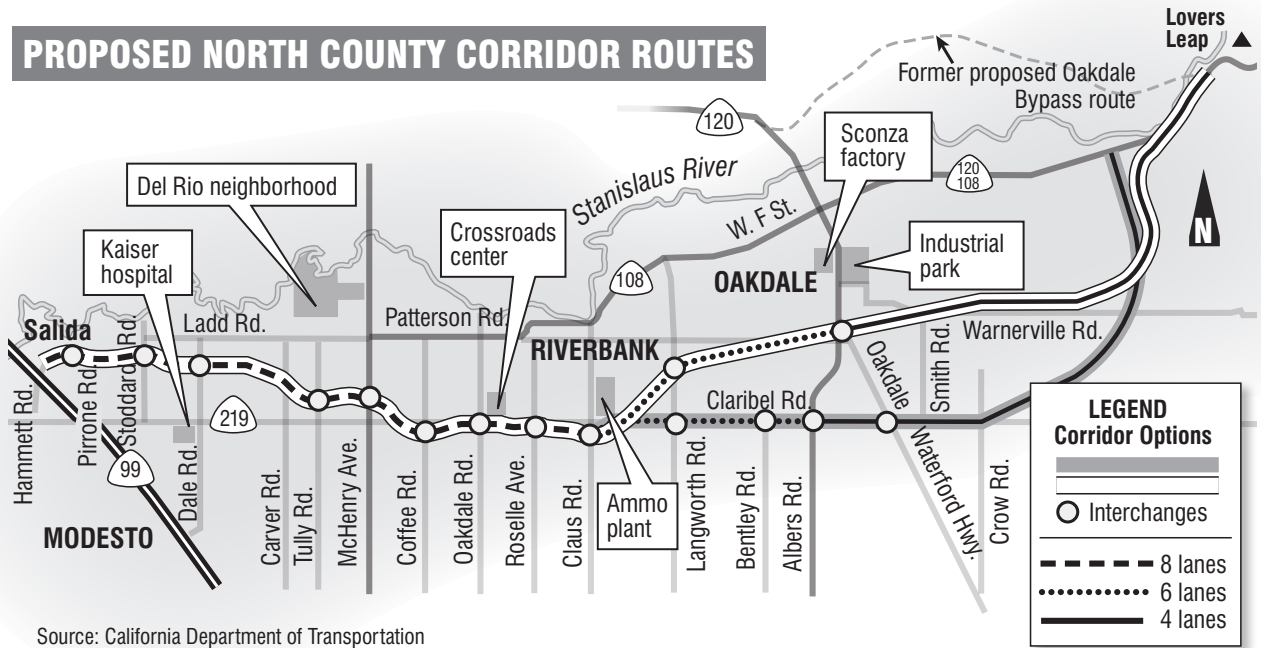 PROPOSED NORTH COUNTY CORRIDOR ROUTES
Lovers
Leap
Former proposed Oakdale
Bypass route
120
Sconza
factory
120
108
Stanislaus River
Del Rio neighborhood
W. F St.
Crossroads
center
Kaiser
hospital
Industrial
park
N
108
OAKDALE
Salida
Ladd Rd.
Patterson Rd.
RIVERBANK
Warnerville Rd.
Hammett Rd.
Pirrone Rd.
Stoddard Rd.
219
Claribel Rd.
Oakdale
Waterford Hwy.
Smith Rd.
99
Dale Rd.
MODESTO
Carver Rd.
Tully Rd.
McHenry Ave.
Coffee Rd.
Oakdale Rd.
Roselle Ave.
Claus Rd.
Ammo
plant
Langworth Rd.
Bentley Rd.
Albers Rd.
Crow Rd.
LEGEND
Corridor Options
Interchanges
8 lanes
6 lanes
4 lanes
Source: California Department of Transportation